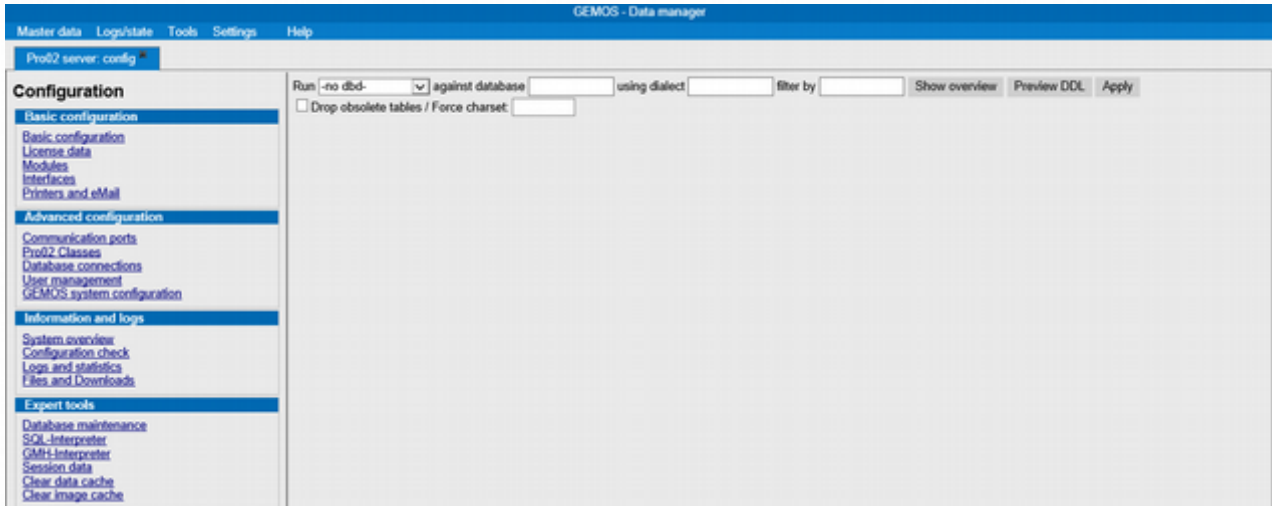 GEMOS - Data manager
Master data Logs/state Tools Settings Help
Pro02 server: config
Configuration
Basic configuration
Basic configuration
License data
Modules
Interfaces
Printers and eMail
Advanced configuration
Communication ports
Pro02 Classes
Database connections
User management
GEMOS system configuration
Information and logs
System overview
Configuration check
Logs and statistics
Files and Downloads
Expert tools
Database maintenance
SQL-Interpreter
GMH-Interpreter
Session data
Clear data cache
Clear image cache
Run -no dbd- against database using dialect filter by Show overview Preview DDL Apply
Drop obsolete tables / Force charset: